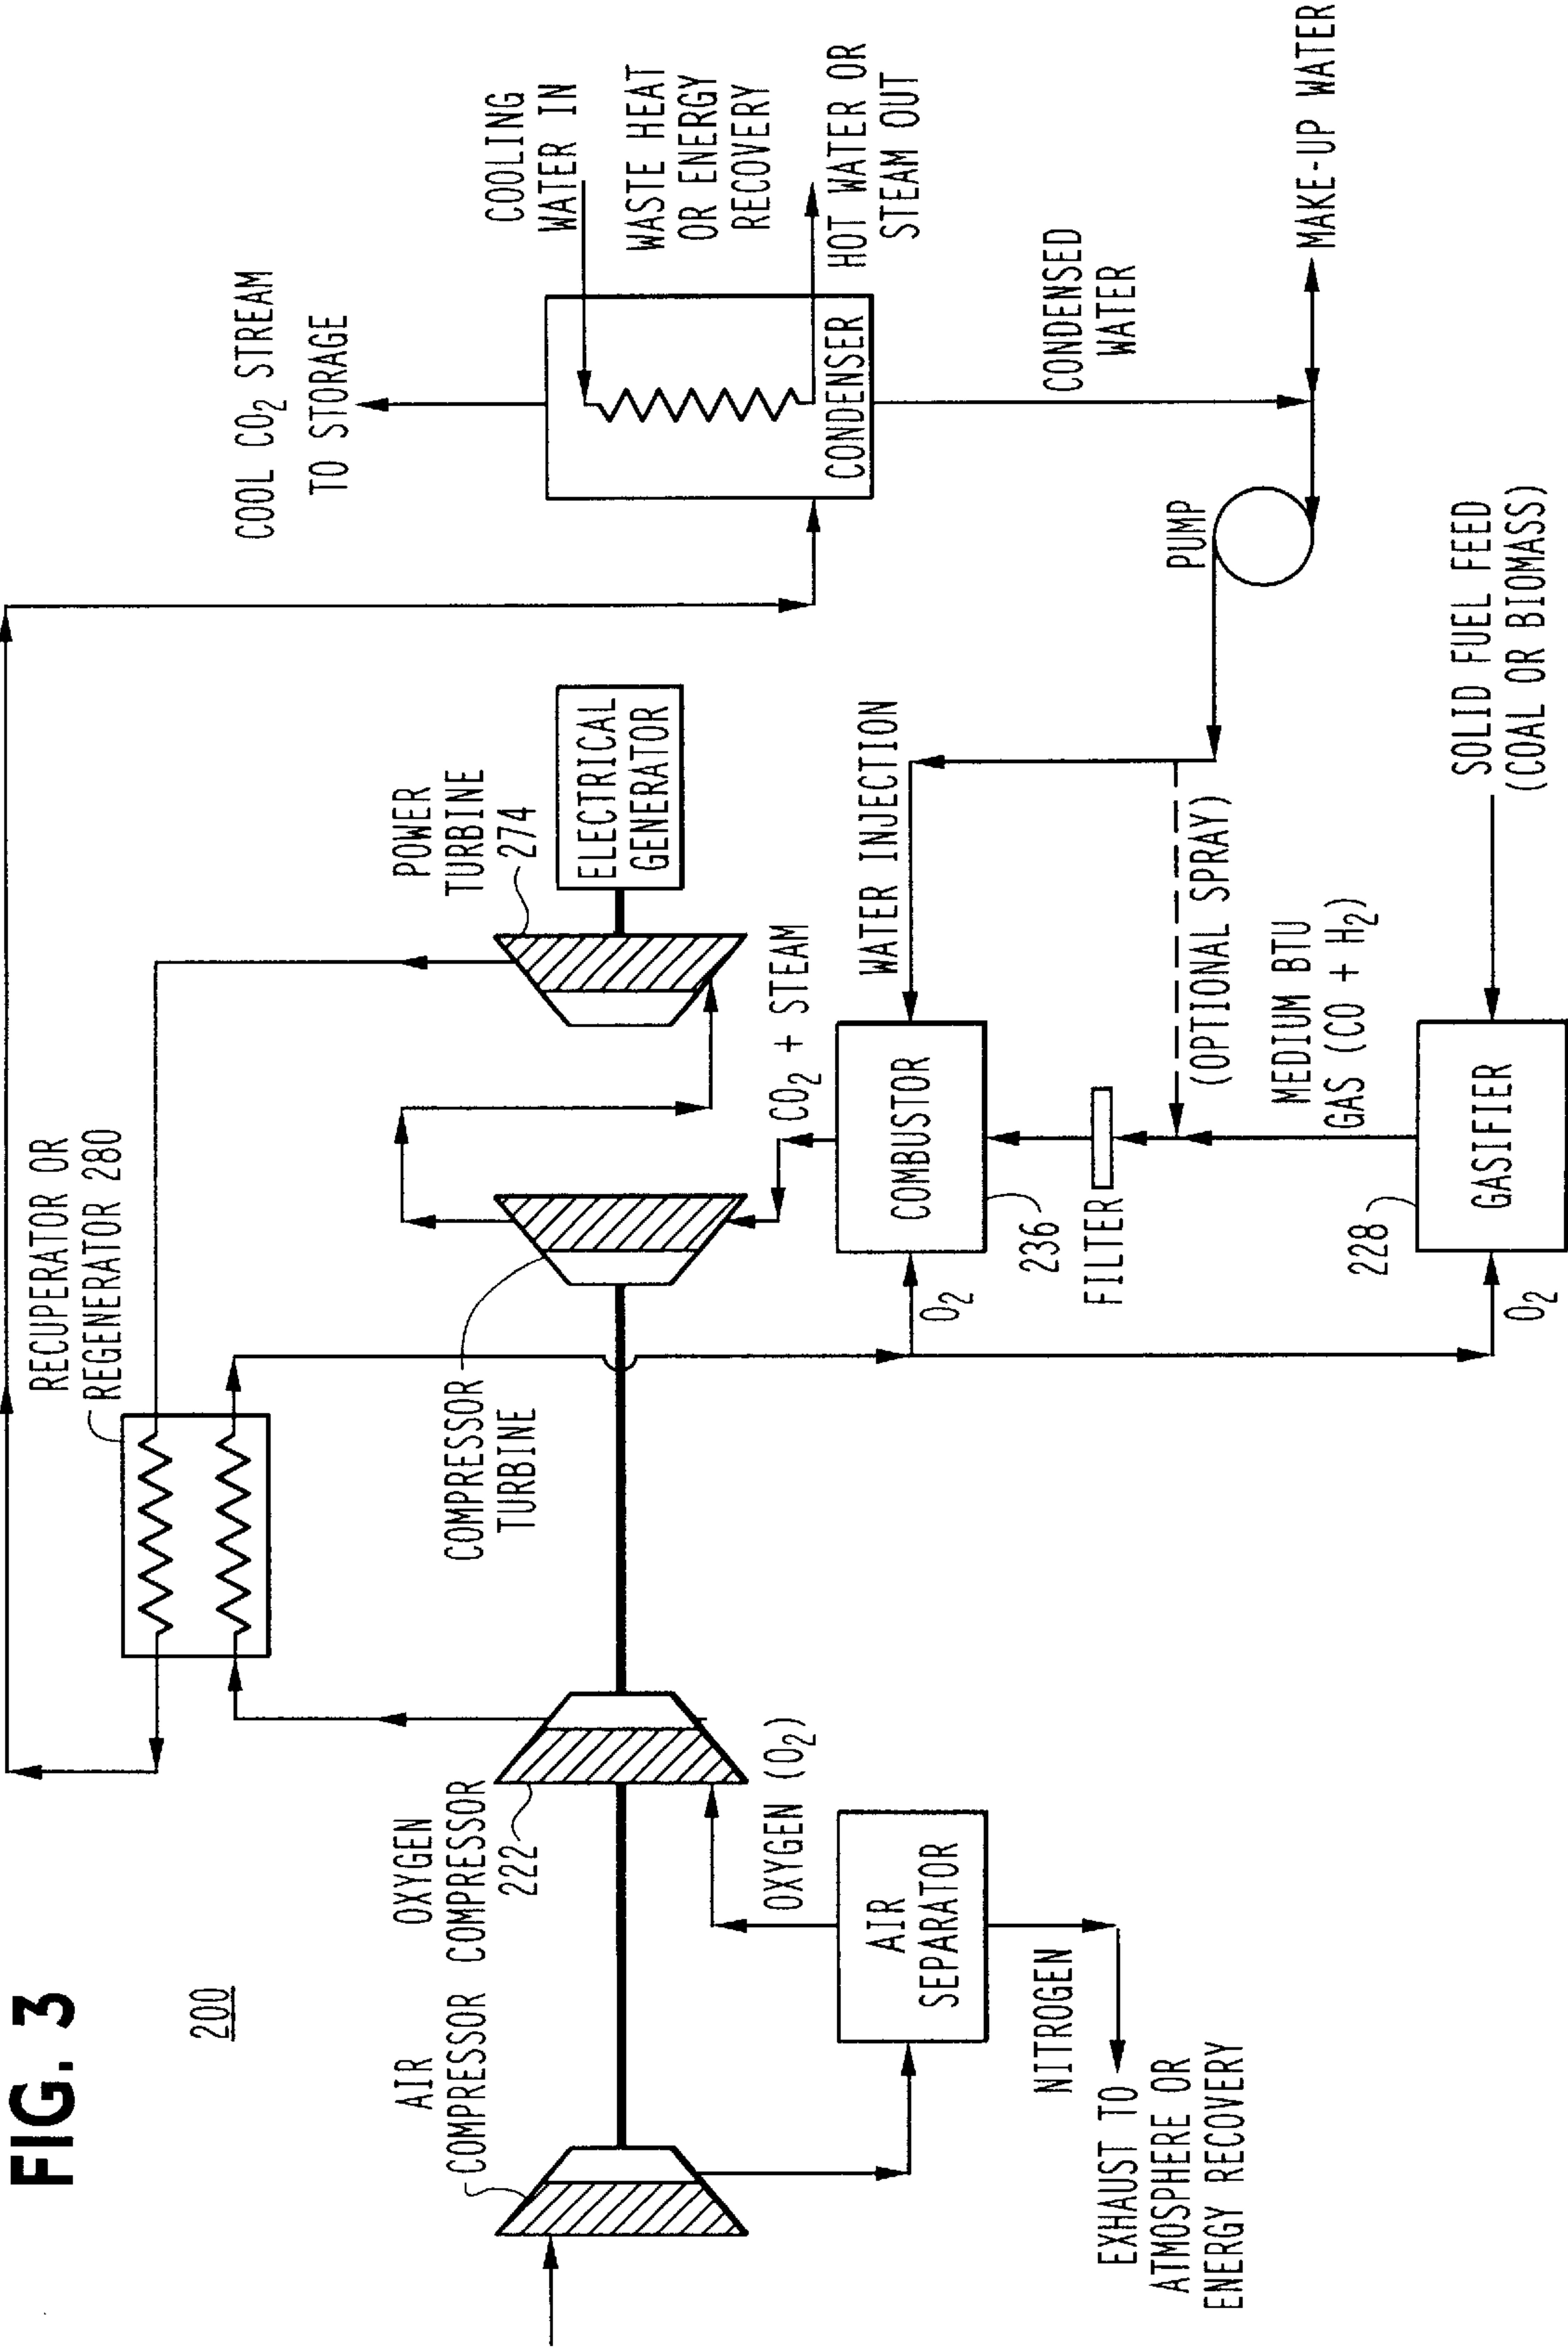 FIG. 3
200
RECUPERATOR OR
REGENERATOR 280
COOL CO₂ STREAM
TO STORAGE
COOLING
WATER IN
WASTE HEAT
OR ENERGY
RECOVERY
HOT WATER OR
STEAM OUT
CONDENSER
CONDENSED
WATER
MAKE-UP WATER
PUMP
POWER
TURBINE
274
ELECTRICAL
GENERATOR
COMPRESSOR
TURBINE
AIR
COMPRESSOR
OXYGEN
COMPRESSOR
222
OXYGEN (O₂)
AIR
SEPARATOR
NITROGEN
EXHAUST TO
ATMOSPHERE OR
ENERGY RECOVERY
CO₂ + STEAM
WATER INJECTION
COMBUSTOR
236
O₂
FILTER
(OPTIONAL SPRAY)
MEDIUM BTU
GAS (CO + H₂)
228
GASIFIER
O₂
SOLID FUEL FEED
(COAL OR BIOMASS)